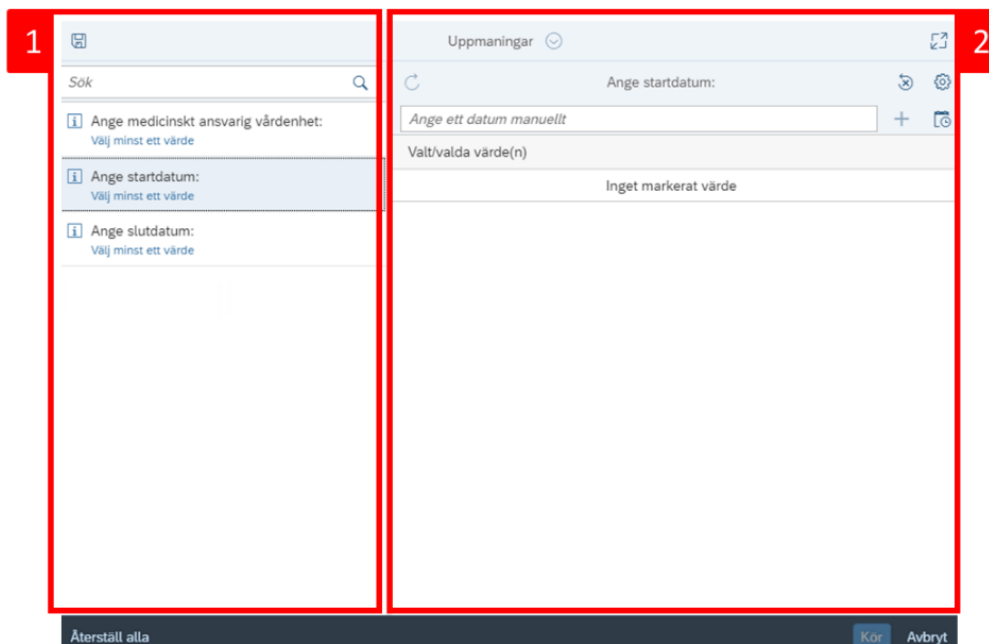 1
Uppmaningar
2
Sök
Ange medicinskt ansvarig vårdenhet:
Välj minst ett värde
Ange startdatum:
Välj minst ett värde
Ange slutdatum:
Välj minst ett värde
Ange startdatum:
Ange ett datum manuellt
Valt/valda värde(n)
Inget markerat värde
Återställ alla
Kör
Avbryt